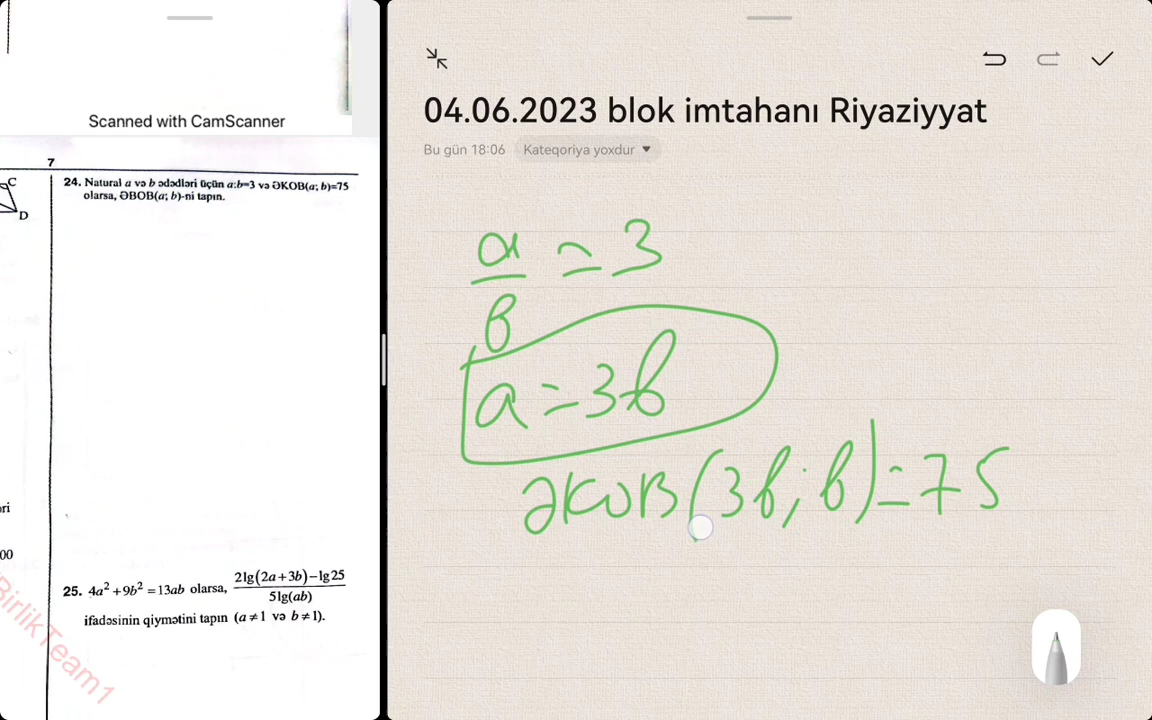 Scanned with CamScanner
7
C
D
24. Natural a və b ədədləri üçün a:b=3 və ƏKOB(a; b)=75
olarsa, ƏBOB(a; b)-ni tapın.
ri
00
25. 4a²+9b²=13ab olarsa, (2lg(2a+3b)−lg25)/(5lg(ab))
ifadəsinin qiymətini tapın (a≠1 və b≠1).
BirlikTeam1
04.06.2023 blok imtahanı Riyaziyyat
Bu gün 18:06 Kateqoriya yoxdur
a/b = 3
a=3b
ƏKOB(3b;b)=75